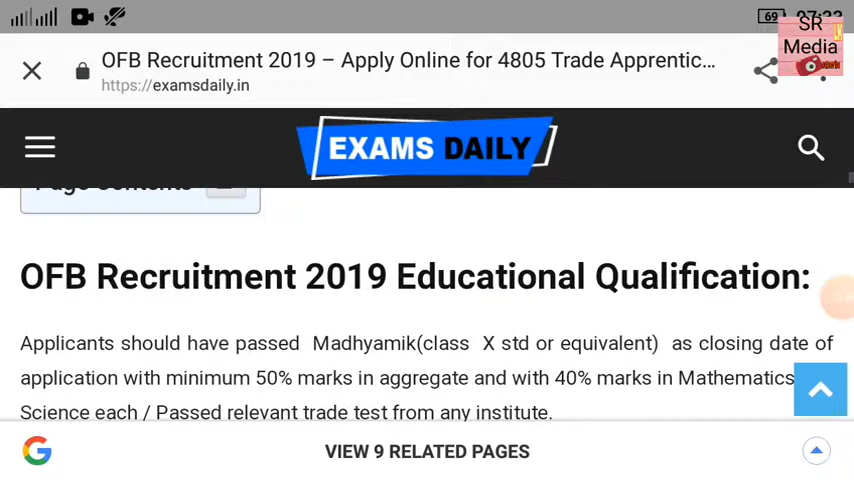 69
SR
Media
OFB Recruitment 2019 – Apply Online for 4805 Trade Apprentic...
https://examsdaily.in
EXAMS DAILY
Page Contents
OFB Recruitment 2019 Educational Qualification:
Applicants should have passed Madhyamik(class X std or equivalent) as closing date of
application with minimum 50% marks in aggregate and with 40% marks in Mathematics
Science each / Passed relevant trade test from any institute.
VIEW 9 RELATED PAGES